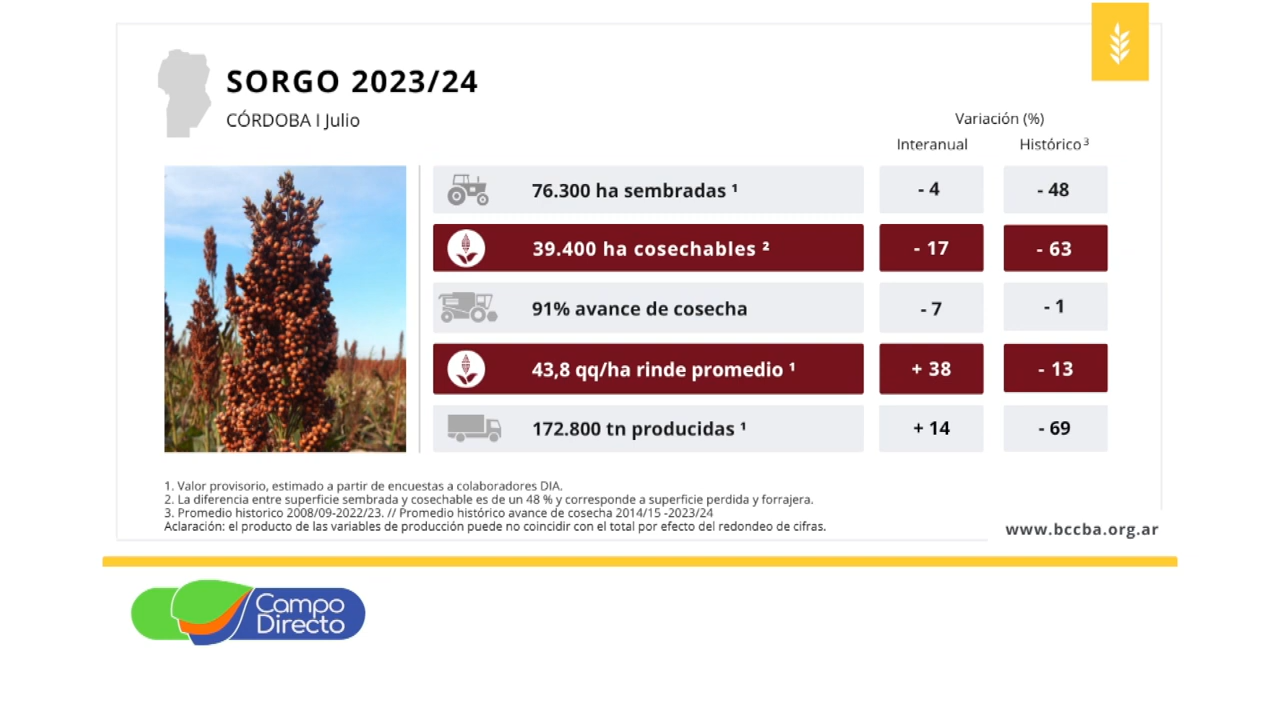 SORGO 2023/24
CÓRDOBA I Julio
Variación (%)
Interanual Histórico ³
76.300 ha sembradas ¹ - 4 - 48
39.400 ha cosechables ² - 17 - 63
91% avance de cosecha - 7 - 1
43,8 qq/ha rinde promedio ¹ + 38 - 13
172.800 tn producidas ¹ + 14 - 69
1. Valor provisorio, estimado a partir de encuestas a colaboradores DIA.
2. La diferencia entre superficie sembrada y cosechable es de un 48 % y corresponde a superficie perdida y forrajera.
3. Promedio historico 2008/09-2022/23. // Promedio histórico avance de cosecha 2014/15 -2023/24
Aclaración: el producto de las variables de producción puede no coincidir con el total por efecto del redondeo de cifras.
www.bccba.org.ar
Campo
Directo